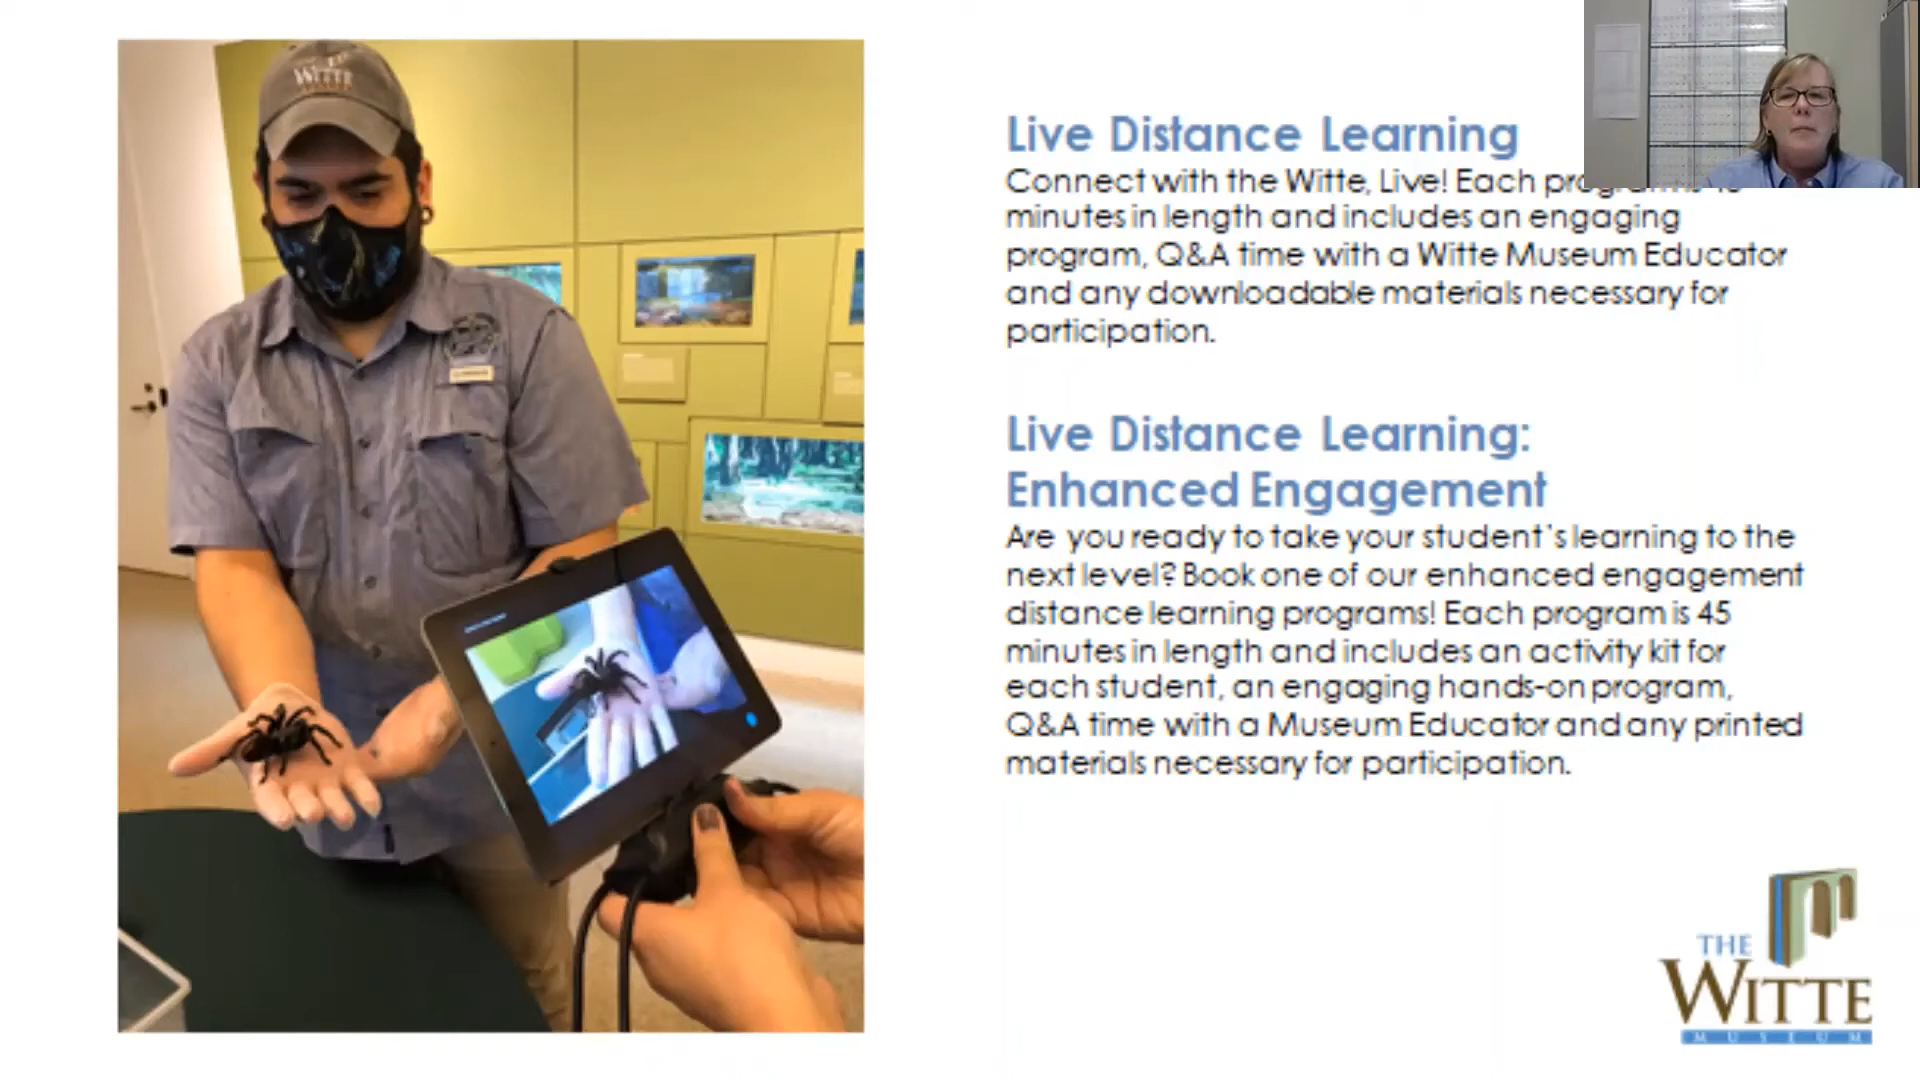 WITTE
Live Distance Learning
Connect with the Witte, Live! Each
minutes in length and includes an engaging
program, Q&A time with a Witte Museum Educator
and any downloadable materials necessary for
participation.
Live Distance Learning:
Enhanced Engagement
Are you ready to take your student's learning to the
next level? Book one of our enhanced engagement
distance learning programs! Each program is 45
minutes in length and includes an activity kit for
each student, an engaging hands-on program,
Q&A time with a Museum Educator and any printed
materials necessary for participation.
THE
WITTE
MUSEUM